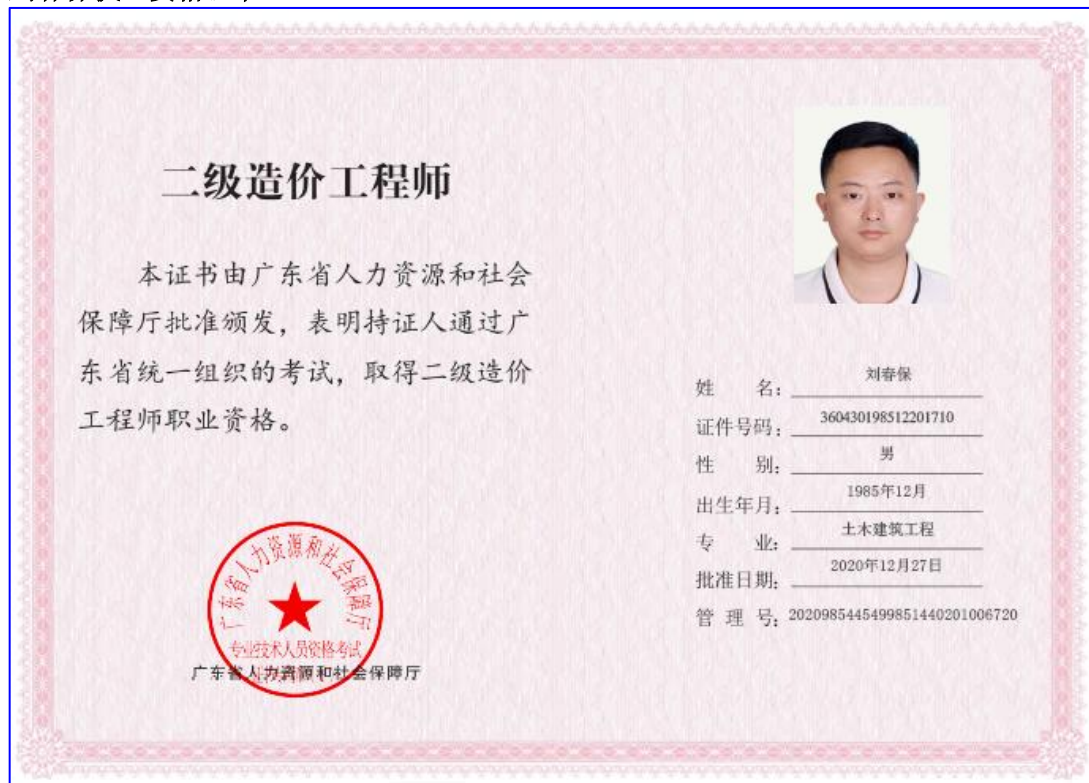 二级造价工程师
本证书由广东省人力资源和社会
保障厅批准颁发，表明持证人通过广
东省统一组织的考试，取得二级造价
工程师职业资格。
广东省人力资源和社会保障厅
专业技术人员资格考试
广东省人力资源和社会保障厅
姓 名：刘春保
证件号码：360430198512201710
性 别：男
出生年月：1985年12月
专 业：土木建筑工程
批准日期：2020年12月27日
管 理 号：20209854454999851440201006720